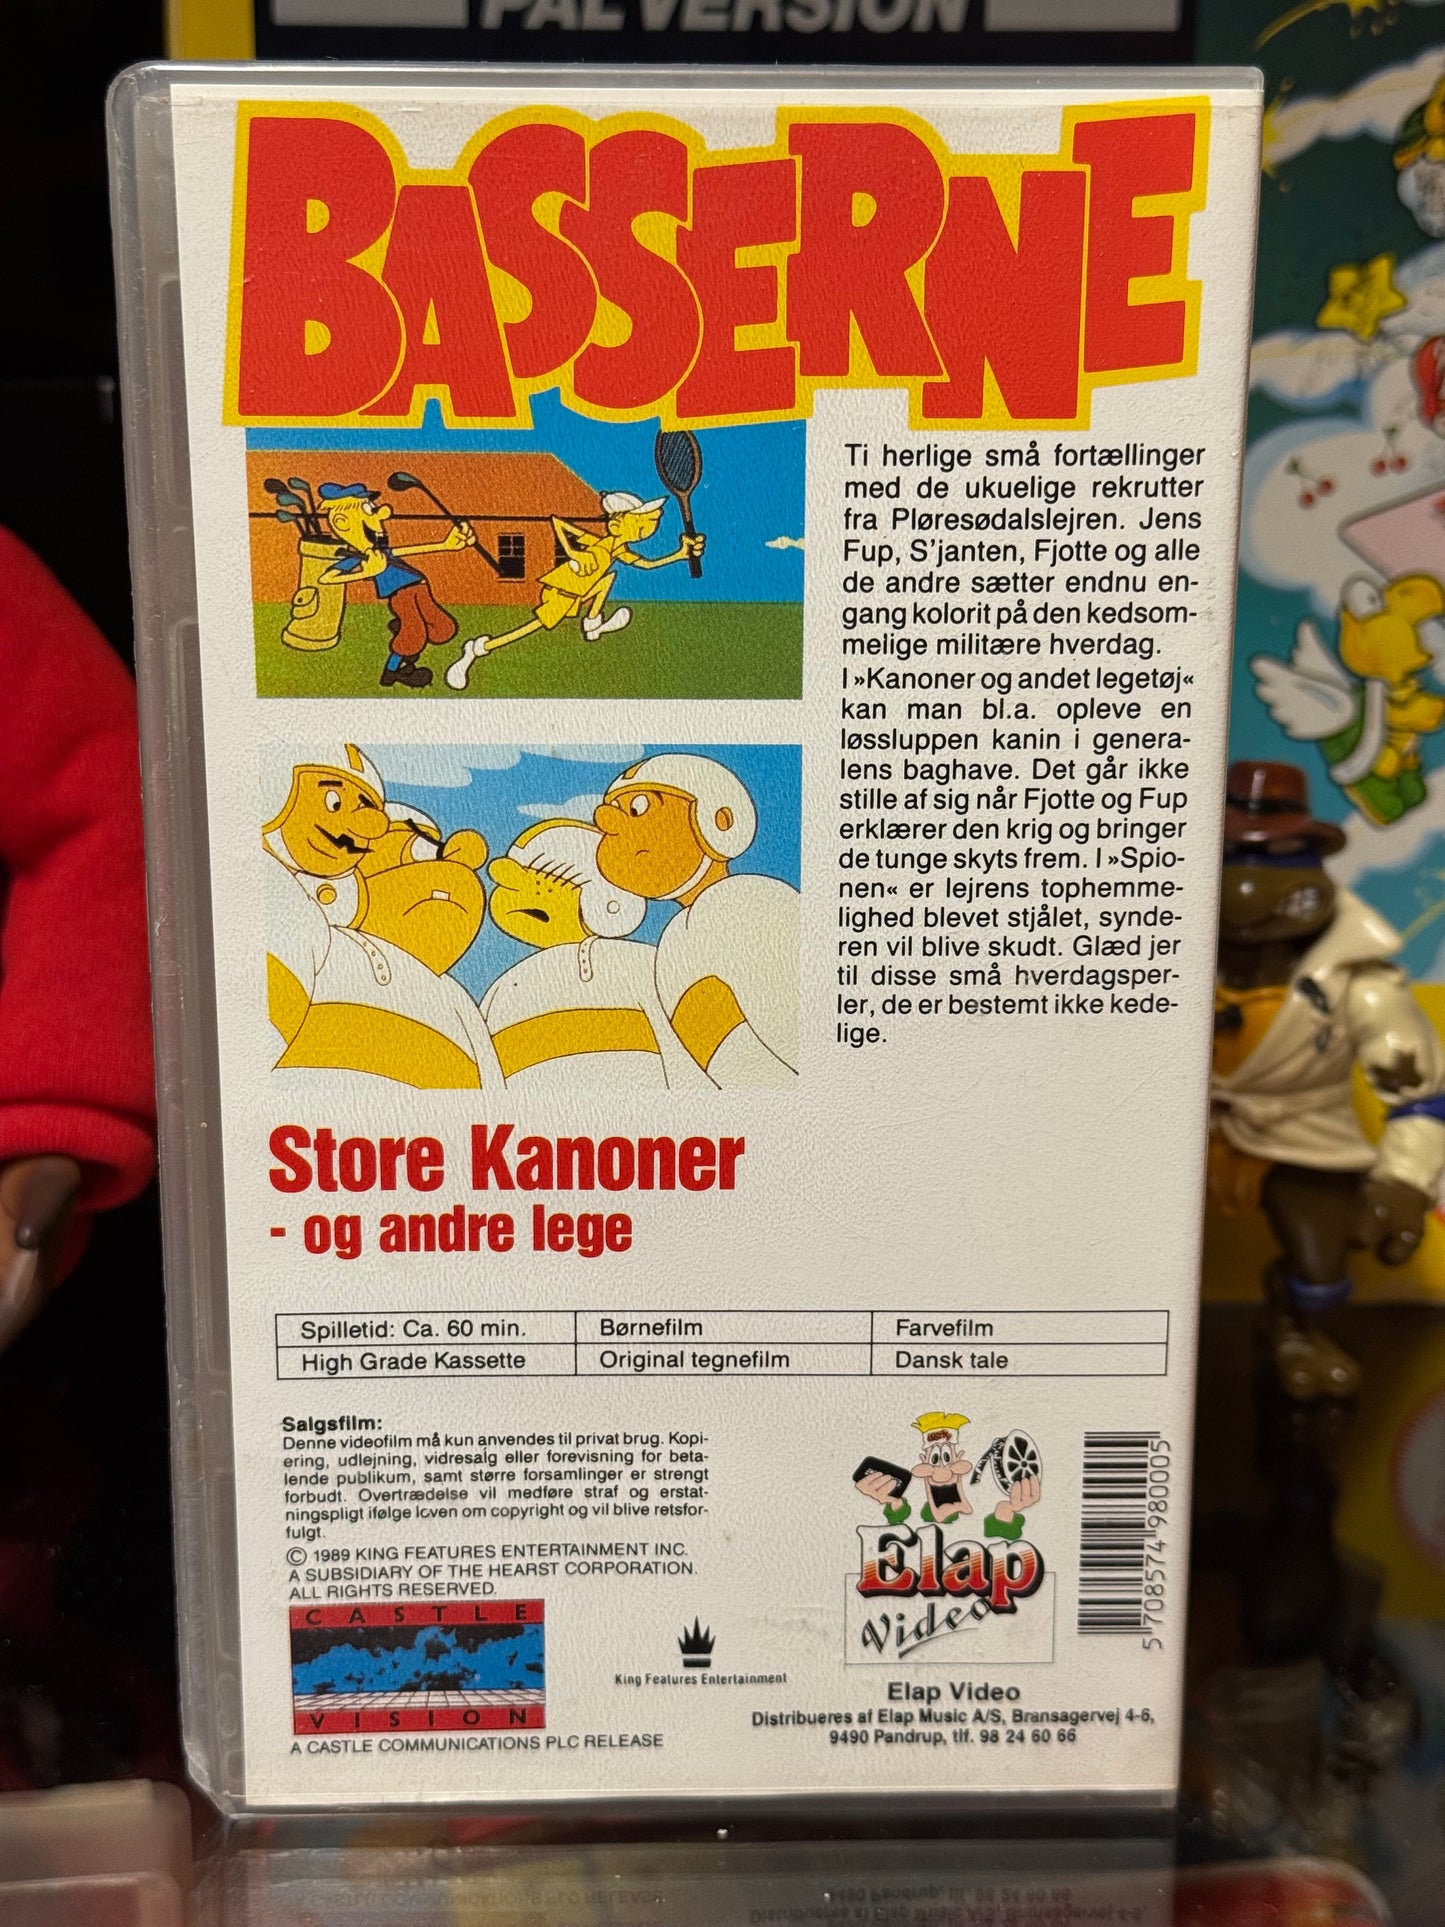 PAL VERSION
BASSERNE
Ti herlige små fortællinger
med de ukuelige rekrutter
fra Pløresødalslejren. Jens
Fup, S'janten, Fjotte og alle
de andre sætter endnu en-
gang kolorit på den kedsom-
melige militære hverdag.
I »Kanoner og andet legetøj«
kan man bl.a. opleve en
løssluppen kanin i genera-
lens baghave. Det går ikke
stille af sig når Fjotte og Fup
erklærer den krig og bringer
de tunge skyts frem. I »Spio-
nen« er lejrens tophemme-
lighed blevet stjålet, synde-
ren vil blive skudt. Glæd jer
til disse små hverdagsper-
ler, de er bestemt ikke kede-
lige.
Store Kanoner
- og andre lege
Spilletid: Ca. 60 min. Børnefilm Farvefilm
High Grade Kassette Original tegnefilm Dansk tale
Salgsfilm:
Denne videofilm må kun anvendes til privat brug. Kopi-
ering, udlejning, vidresalg eller forevisning for beta-
lende publikum, samt større forsamlinger er strengt
forbudt. Overtrædelse vil medføre straf og erstat-
ningspligt ifølge loven om copyright og vil blive retsfor-
fulgt.
© 1989 KING FEATURES ENTERTAINMENT INC.
A SUBSIDIARY OF THE HEARST CORPORATION.
ALL RIGHTS RESERVED.
CASTLE
VISION
A CASTLE COMMUNICATIONS PLC RELEASE
King Features Entertainment
Elap
Video
Elap Video
Distribueres af Elap Music A/S, Bransagervej 4-6,
9490 Pandrup, tlf. 98 24 60 66
5 708574 980005